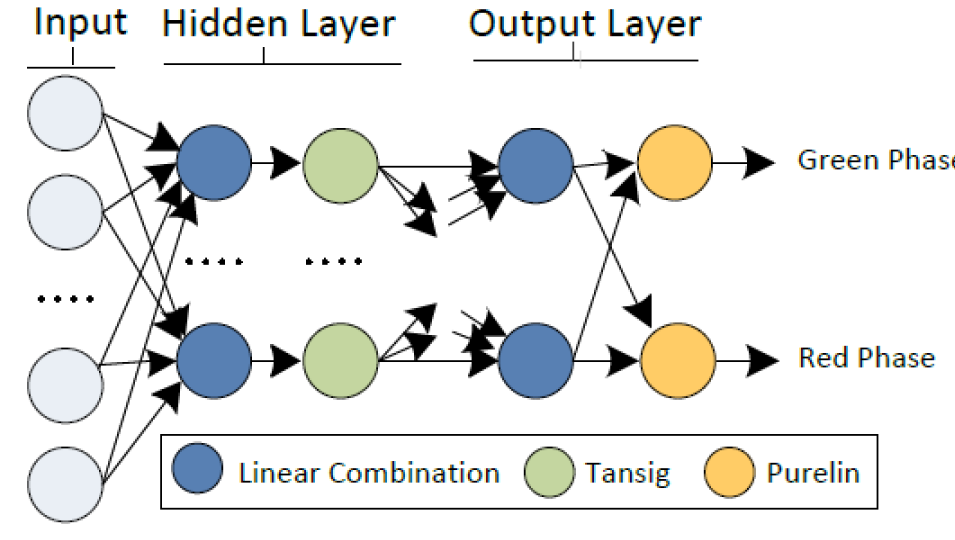 Input Hidden Layer Output Layer
Green Phase
Red Phase
Linear Combination Tansig Purelin